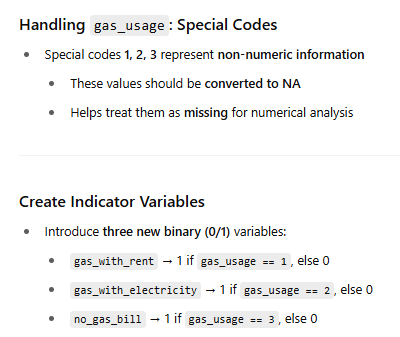 Handling gas_usage: Special Codes
• Special codes 1, 2, 3 represent non-numeric information
• These values should be converted to NA
• Helps treat them as missing for numerical analysis
Create Indicator Variables
• Introduce three new binary (0/1) variables:
• gas_with_rent → 1 if gas_usage == 1, else 0
• gas_with_electricity → 1 if gas_usage == 2, else 0
• no_gas_bill → 1 if gas_usage == 3, else 0